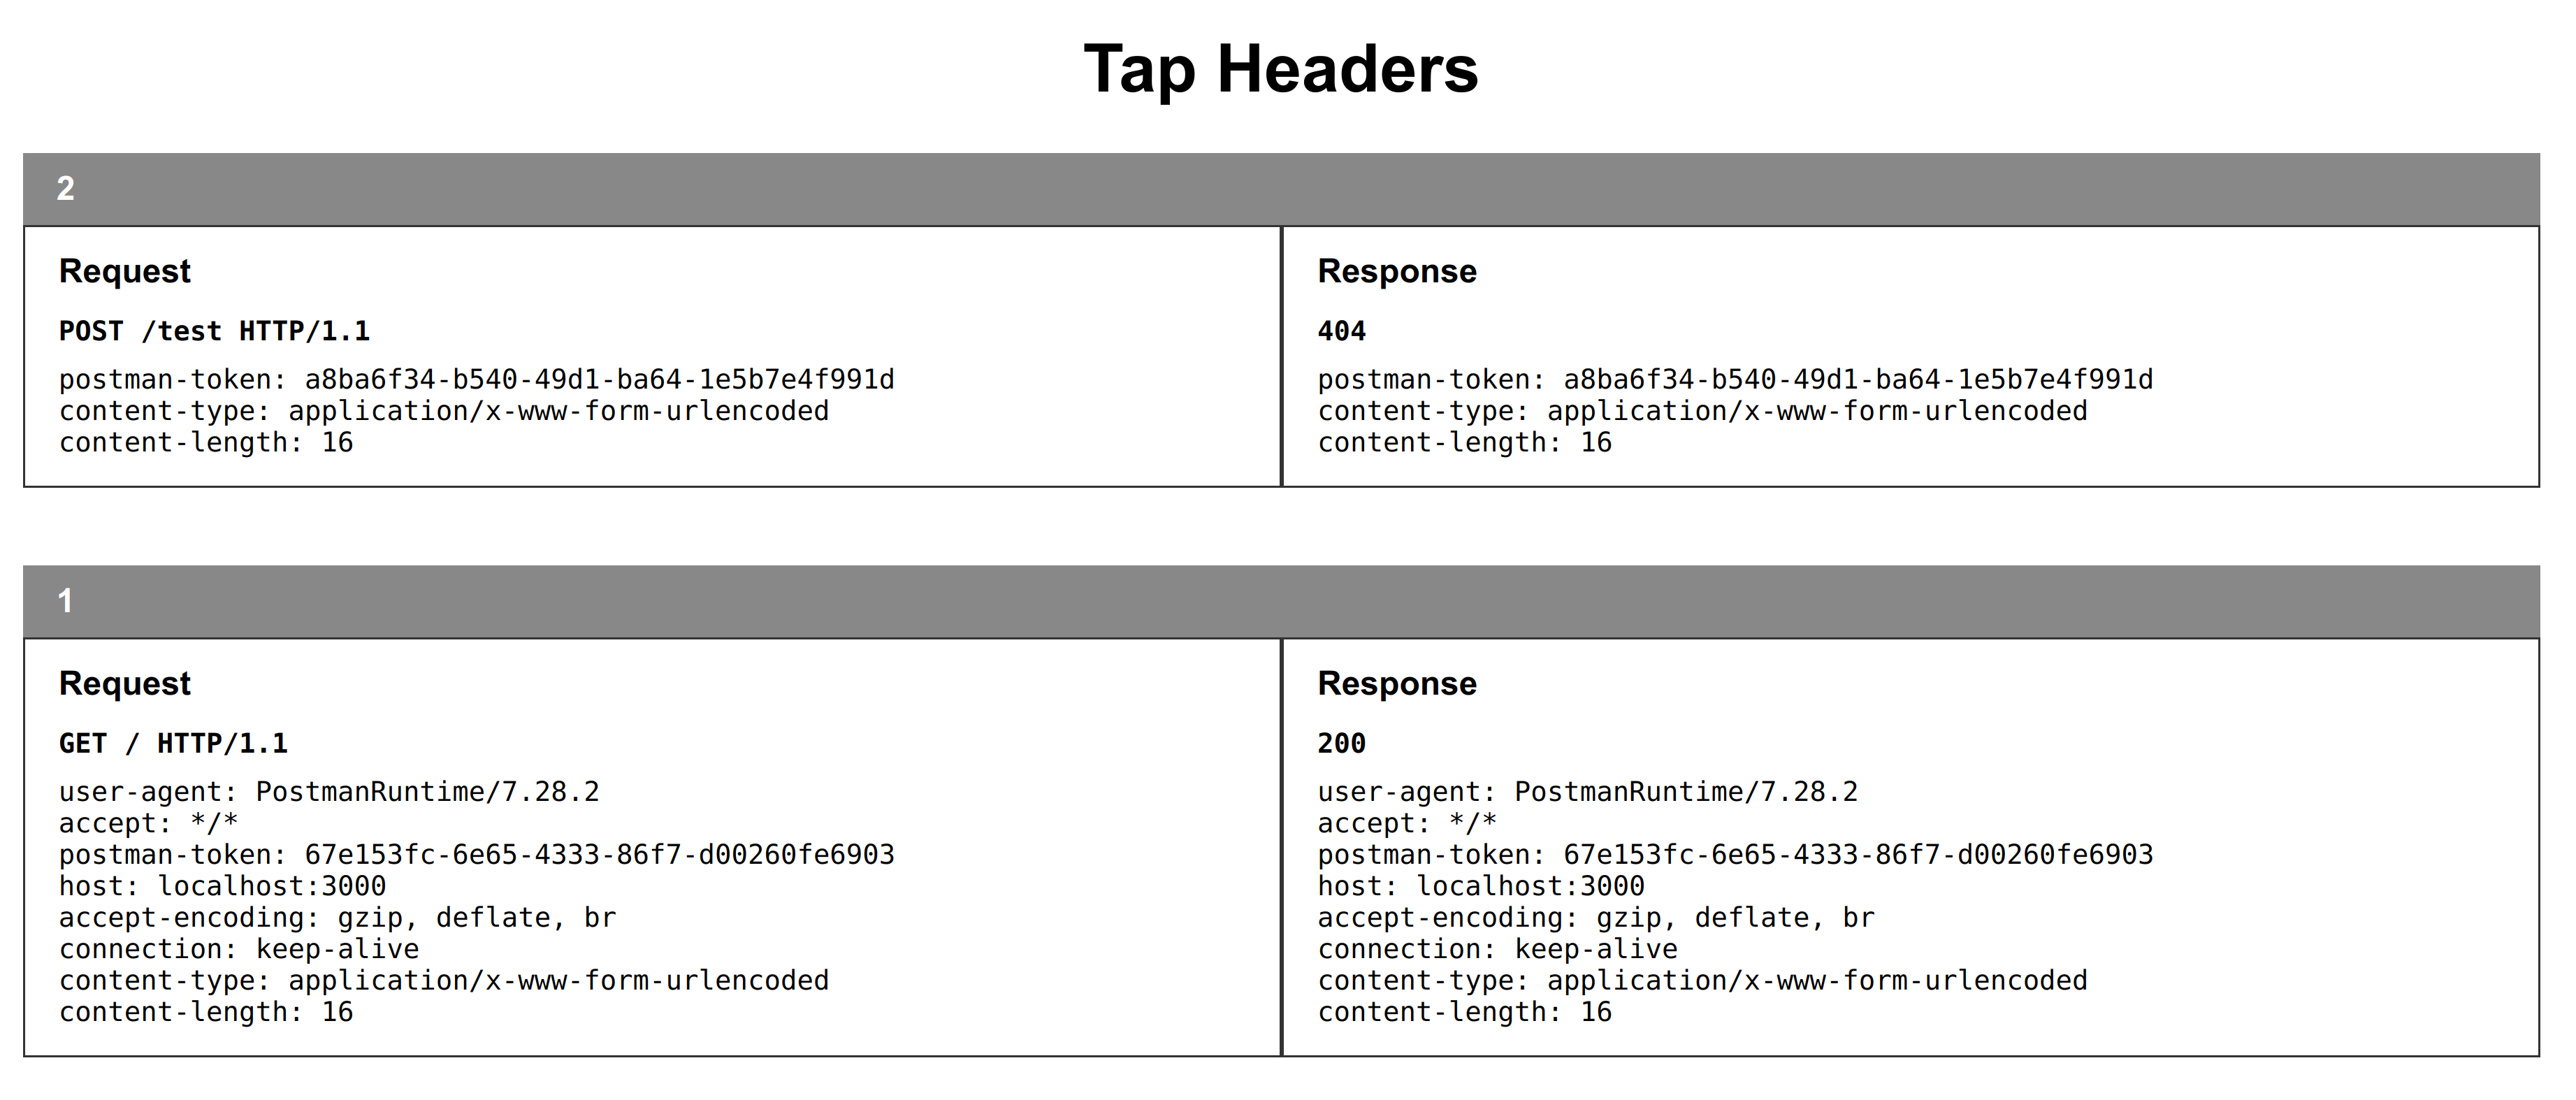 Tap Headers
2
Request
POST /test HTTP/1.1
postman-token: a8ba6f34-b540-49d1-ba64-1e5b7e4f991d
content-type: application/x-www-form-urlencoded
content-length: 16
Response
404
postman-token: a8ba6f34-b540-49d1-ba64-1e5b7e4f991d
content-type: application/x-www-form-urlencoded
content-length: 16
1
Request
GET / HTTP/1.1
user-agent: PostmanRuntime/7.28.2
accept: */*
postman-token: 67e153fc-6e65-4333-86f7-d00260fe6903
host: localhost:3000
accept-encoding: gzip, deflate, br
connection: keep-alive
content-type: application/x-www-form-urlencoded
content-length: 16
Response
200
user-agent: PostmanRuntime/7.28.2
accept: */*
postman-token: 67e153fc-6e65-4333-86f7-d00260fe6903
host: localhost:3000
accept-encoding: gzip, deflate, br
connection: keep-alive
content-type: application/x-www-form-urlencoded
content-length: 16